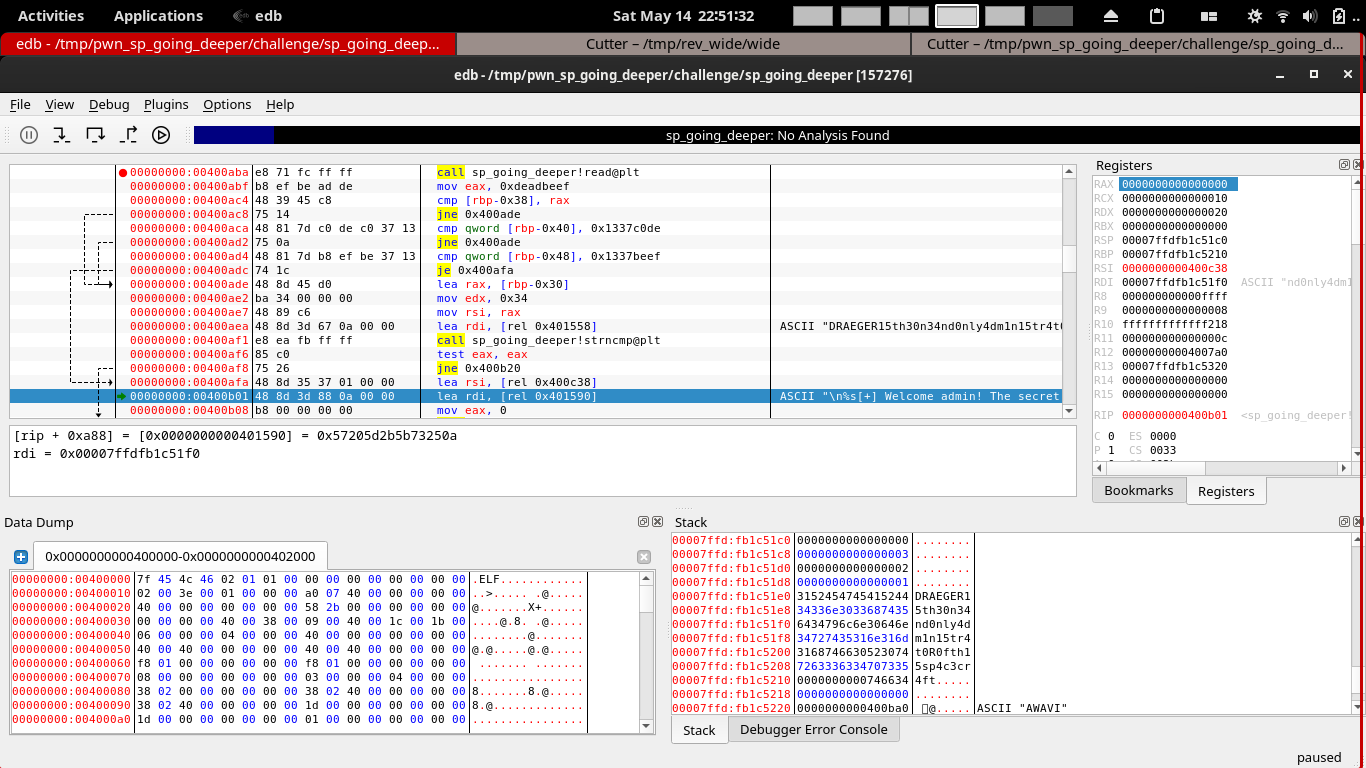 Activities Applications edb Sat May 14 22:51:32
edb - /tmp/pwn_sp_going_deeper/challenge/sp_going_deep... Cutter – /tmp/rev_wide/wide Cutter – /tmp/pwn_sp_going_deeper/challenge/sp_going_d...
edb - /tmp/pwn_sp_going_deeper/challenge/sp_going_deeper [157276]
File View Debug Plugins Options Help
sp_going_deeper: No Analysis Found
00000000:00400aba e8 71 fc ff ff call sp_going_deeper!read@plt
00000000:00400abf b8 ef be ad de mov eax, 0xdeadbeef
00000000:00400ac4 48 39 45 c8 cmp [rbp-0x38], rax
00000000:00400ac8 75 14 jne 0x400ade
00000000:00400aca 48 81 7d c0 de c0 37 13 cmp qword [rbp-0x40], 0x1337c0de
00000000:00400ad2 75 0a jne 0x400ade
00000000:00400ad4 48 81 7d b8 ef be 37 13 cmp qword [rbp-0x48], 0x1337beef
00000000:00400adc 74 1c je 0x400afa
00000000:00400ade 48 8d 45 d0 lea rax, [rbp-0x30]
00000000:00400ae2 ba 34 00 00 00 mov edx, 0x34
00000000:00400ae7 48 89 c6 mov rsi, rax
00000000:00400aea 48 8d 3d 67 0a 00 00 lea rdi, [rel 0x401558] ASCII "DRAEGER15th30n34nd0nly4dm1n15tr4t
00000000:00400af1 e8 ea fb ff ff call sp_going_deeper!strncmp@plt
00000000:00400af6 85 c0 test eax, eax
00000000:00400af8 75 26 jne 0x400b20
00000000:00400afa 48 8d 35 37 01 00 00 lea rsi, [rel 0x400c38]
00000000:00400b01 48 8d 3d 88 0a 00 00 lea rdi, [rel 0x401590] ASCII "\n%s[+] Welcome admin! The secret
00000000:00400b08 b8 00 00 00 00 mov eax, 0
[rip + 0xa88] = [0x0000000000401590] = 0x57205d2b5b73250a
rdi = 0x00007ffdfb1c51f0
Registers
RAX 0000000000000000
RCX 0000000000000010
RDX 0000000000000020
RBX 0000000000000000
RSP 00007ffdfb1c51c0
RBP 00007ffdfb1c5210
RSI 0000000000400c38
RDI 00007ffdfb1c51f0 ASCII "nd0nly4dm1
R8 000000000000ffff
R9 0000000000000008
R10 fffffffffffff218
R11 000000000000000c
R12 00000000004007a0
R13 00007ffdfb1c5320
R14 0000000000000000
R15 0000000000000000
RIP 0000000000400b01 <sp_going_deeper!
C 0 ES 0000
P 1 CS 0033
Bookmarks Registers
Data Dump
0x0000000000400000-0x0000000000402000
00000000:00400000 7f 45 4c 46 02 01 01 00 00 00 00 00 00 00 00 00 .ELF............
00000000:00400010 02 00 3e 00 01 00 00 00 a0 07 40 00 00 00 00 00 ..>.......@.....
00000000:00400020 40 00 00 00 00 00 00 00 58 2b 00 00 00 00 00 00 @.......X+......
00000000:00400030 00 00 00 00 40 00 38 00 09 00 40 00 1c 00 1b 00 ....@.8...@.....
00000000:00400040 06 00 00 00 04 00 00 00 40 00 00 00 00 00 00 00 ........@.......
00000000:00400050 40 00 40 00 00 00 00 00 40 00 40 00 00 00 00 00 @.@.....@.@.....
00000000:00400060 f8 01 00 00 00 00 00 00 f8 01 00 00 00 00 00 00 ................
00000000:00400070 08 00 00 00 00 00 00 00 03 00 00 00 04 00 00 00 ................
00000000:00400080 38 02 00 00 00 00 00 00 38 02 40 00 00 00 00 00 8.......8.@.....
00000000:00400090 38 02 40 00 00 00 00 00 1d 00 00 00 00 00 00 00 8.@.............
00000000:004000a0 1d 00 00 00 00 00 00 00 01 00 00 00 00 00 00 00 ................
Stack
00007ffd:fb1c51c0 0000000000000000 ........
00007ffd:fb1c51c8 0000000000000003 ........
00007ffd:fb1c51d0 0000000000000002 ........
00007ffd:fb1c51d8 0000000000000001 ........
00007ffd:fb1c51e0 3152454745415244 DRAEGER1
00007ffd:fb1c51e8 34336e3033687435 5th30n34
00007ffd:fb1c51f0 6434796c6e30646e nd0nly4d
00007ffd:fb1c51f8 34727435316e316d m1n15tr4
00007ffd:fb1c5200 3168746630523074 t0R0fth1
00007ffd:fb1c5208 7263336334707335 5sp4c3cr
00007ffd:fb1c5210 0000000000746634 4ft.....
00007ffd:fb1c5218 0000000000000000 ........
00007ffd:fb1c5220 0000000000400ba0 .@..... ASCII "AWAVI"
Stack Debugger Error Console
paused